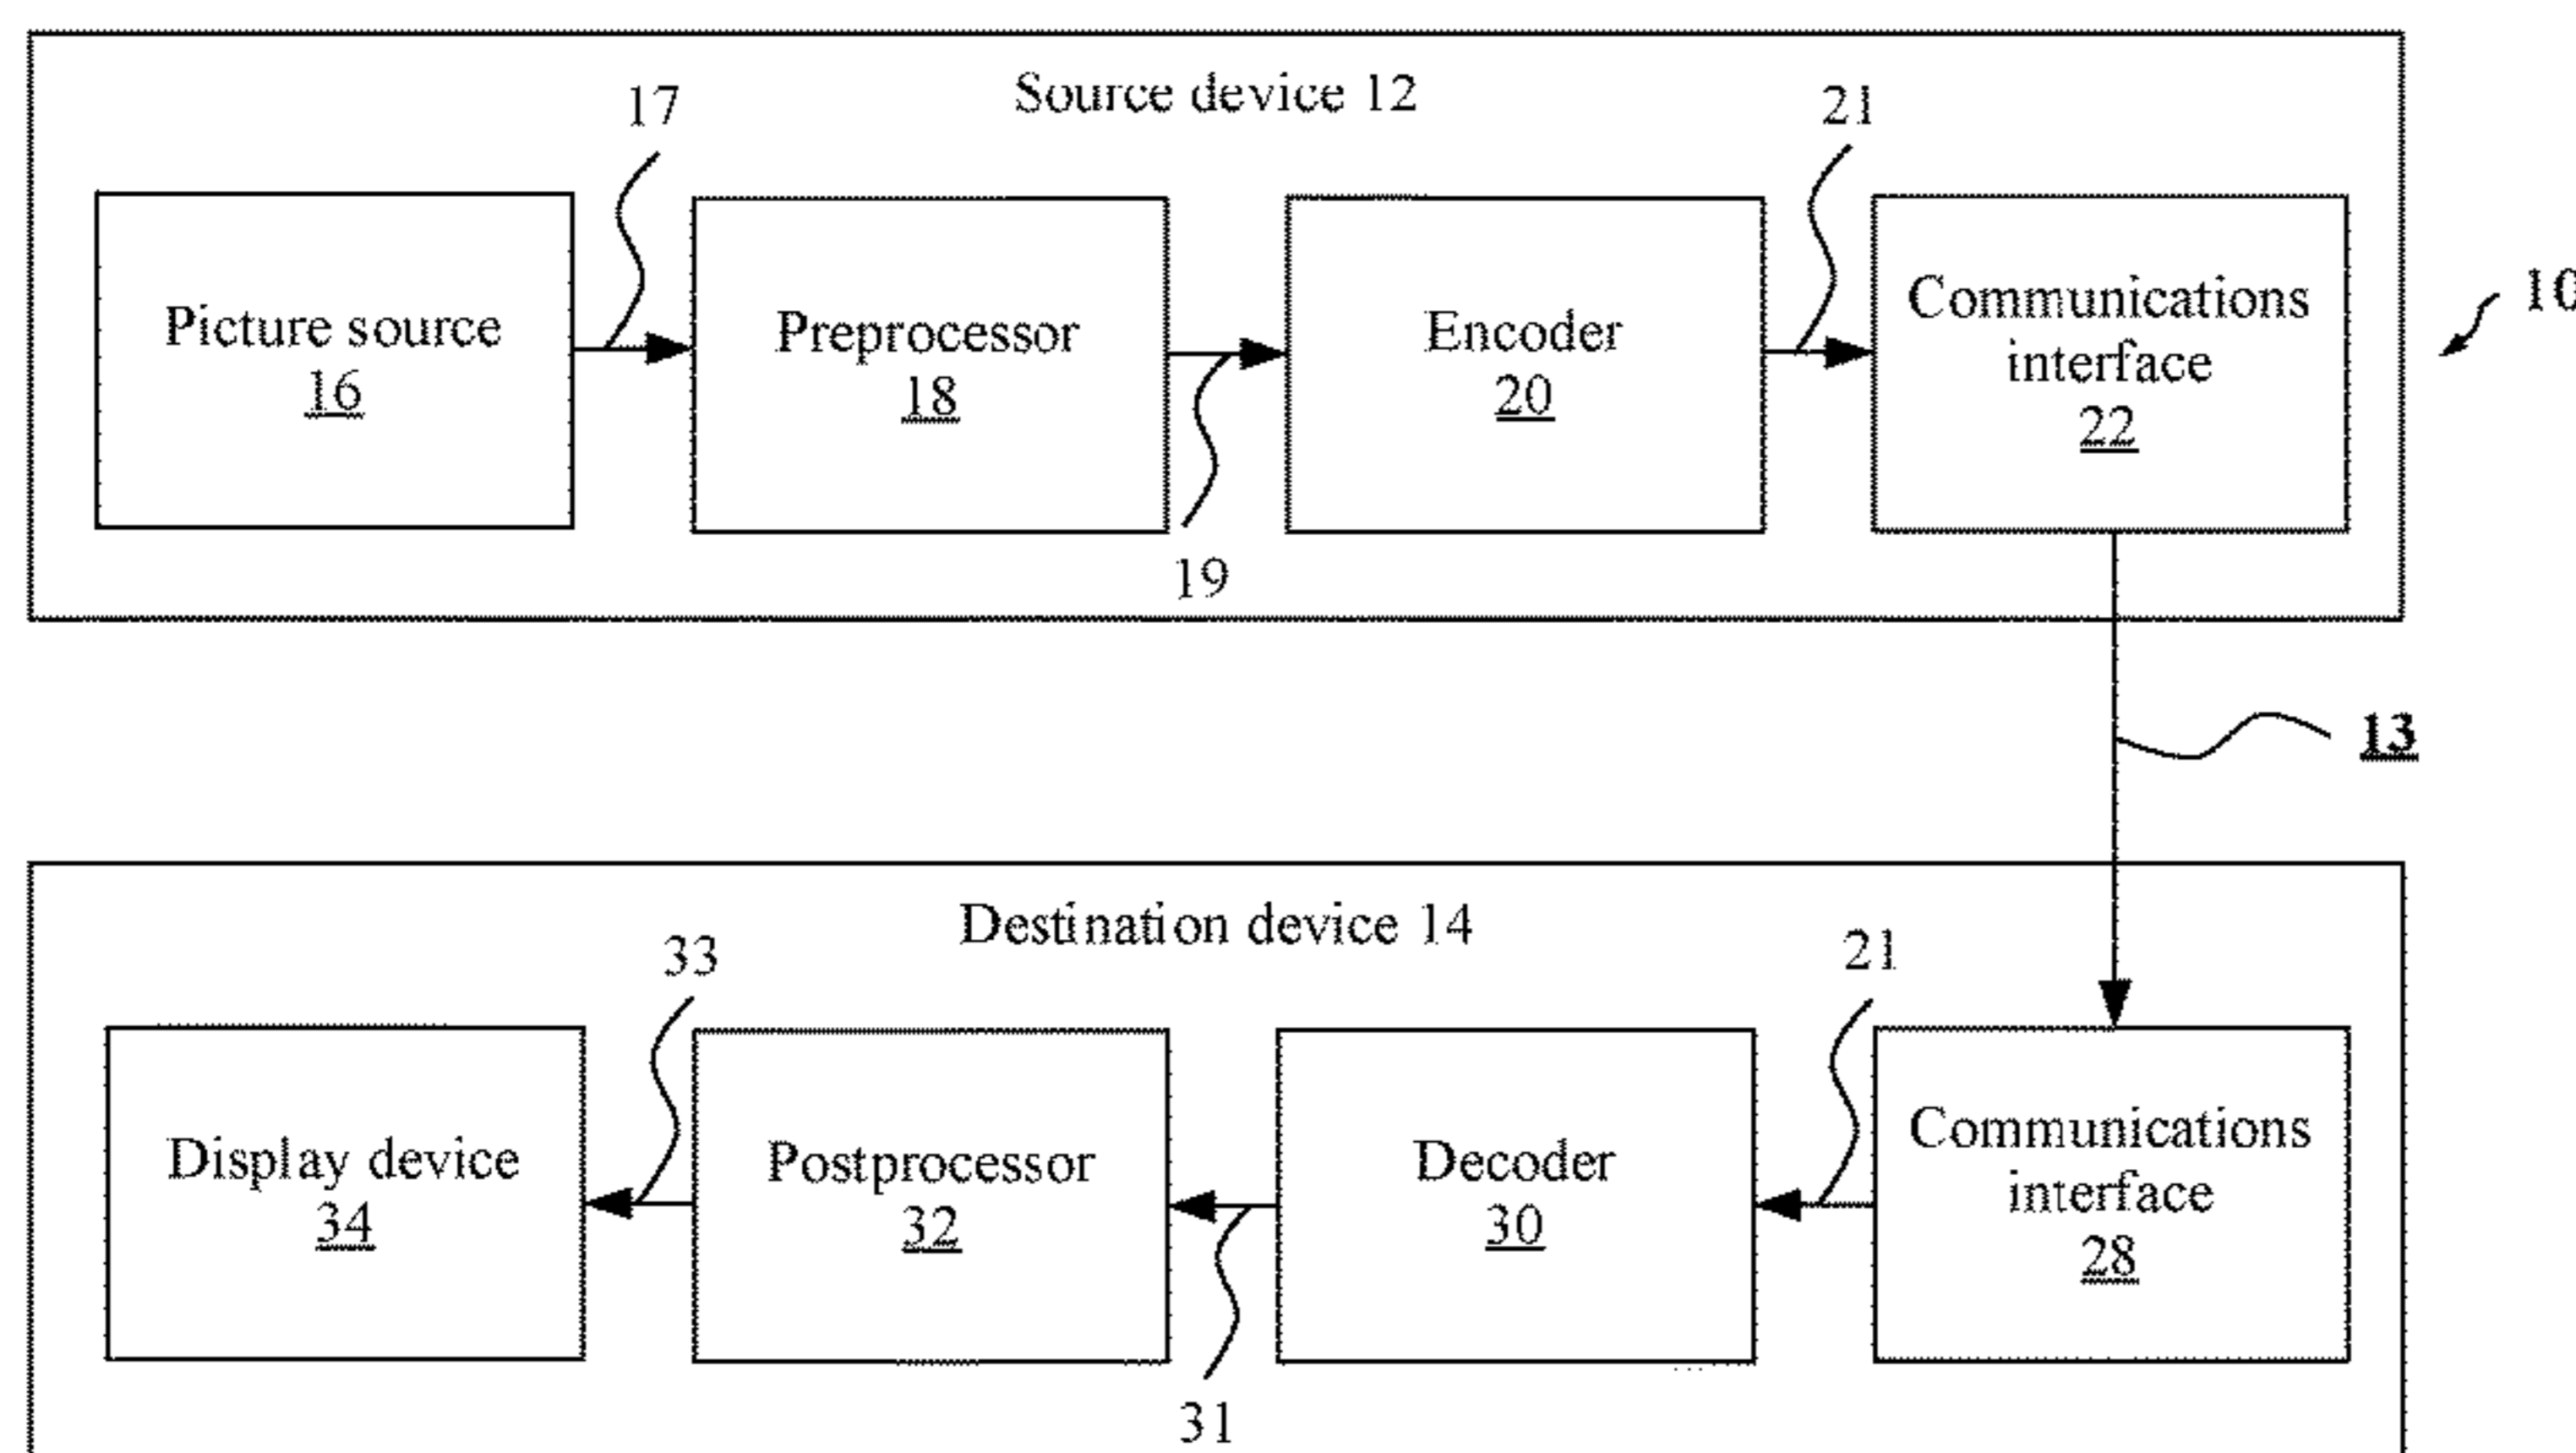 Source device 12
17
21
Picture source
16
Preprocessor
18
Encoder
20
Communications
interface
22
10
19
13
Destination device 14
33
21
Display device
34
Postprocessor
32
Decoder
30
Communications
interface
28
31